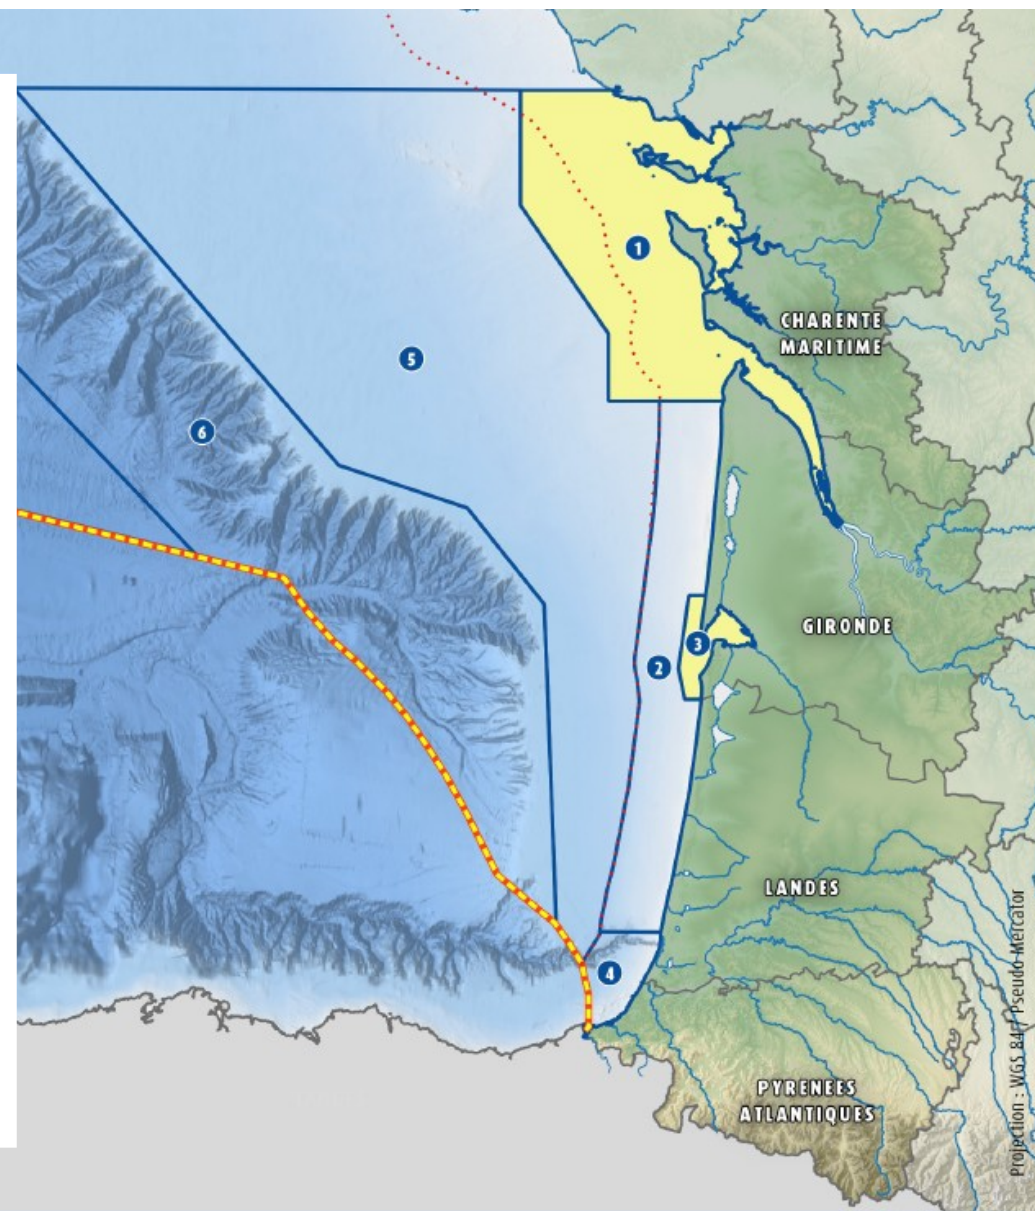 1
CHARENTE
MARITIME
5
6
GIRONDE
3
2
LANDES
4
PYRENEES
ATLANTIQUES
Projection : WGS 84 / Pseudo-Mercator